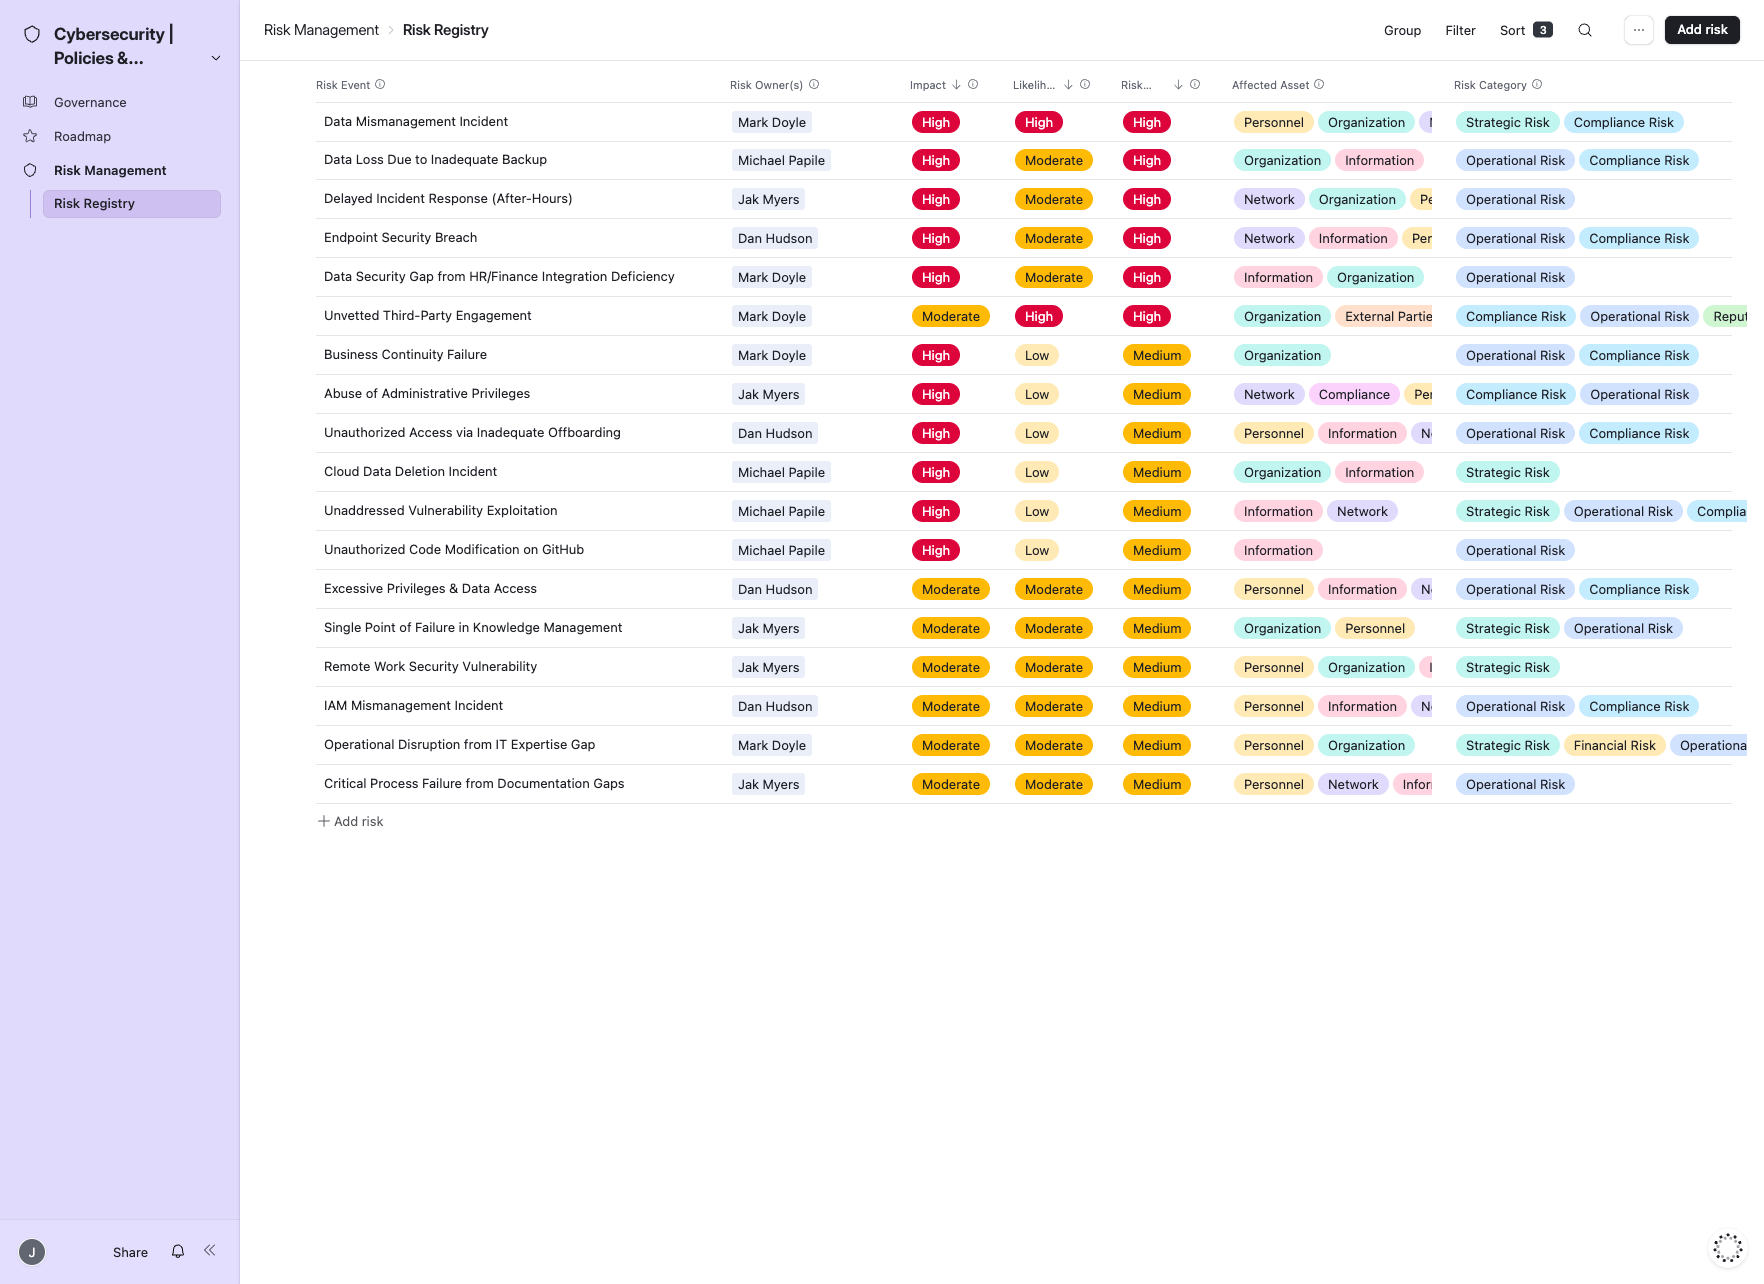 Cybersecurity |
Policies &...
Governance
Roadmap
Risk Management
Risk Registry
J
Share
Risk Management Risk Registry
Group Filter Sort 3 Add risk
Risk Event Risk Owner(s) Impact Likelih... Risk... Affected Asset Risk Category
Data Mismanagement Incident Mark Doyle High High High Personnel Organization Strategic Risk Compliance Risk
Data Loss Due to Inadequate Backup Michael Papile High Moderate High Organization Information Operational Risk Compliance Risk
Delayed Incident Response (After-Hours) Jak Myers High Moderate High Network Organization Pe Operational Risk
Endpoint Security Breach Dan Hudson High Moderate High Network Information Per Operational Risk Compliance Risk
Data Security Gap from HR/Finance Integration Deficiency Mark Doyle High Moderate High Information Organization Operational Risk
Unvetted Third-Party Engagement Mark Doyle Moderate High High Organization External Partie Compliance Risk Operational Risk Reput
Business Continuity Failure Mark Doyle High Low Medium Organization Operational Risk Compliance Risk
Abuse of Administrative Privileges Jak Myers High Low Medium Network Compliance Per Compliance Risk Operational Risk
Unauthorized Access via Inadequate Offboarding Dan Hudson High Low Medium Personnel Information N Operational Risk Compliance Risk
Cloud Data Deletion Incident Michael Papile High Low Medium Organization Information Strategic Risk
Unaddressed Vulnerability Exploitation Michael Papile High Low Medium Information Network Strategic Risk Operational Risk Complia
Unauthorized Code Modification on GitHub Michael Papile High Low Medium Information Operational Risk
Excessive Privileges & Data Access Dan Hudson Moderate Moderate Medium Personnel Information N Operational Risk Compliance Risk
Single Point of Failure in Knowledge Management Jak Myers Moderate Moderate Medium Organization Personnel Strategic Risk Operational Risk
Remote Work Security Vulnerability Jak Myers Moderate Moderate Medium Personnel Organization Strategic Risk
IAM Mismanagement Incident Dan Hudson Moderate Moderate Medium Personnel Information N Operational Risk Compliance Risk
Operational Disruption from IT Expertise Gap Mark Doyle Moderate Moderate Medium Personnel Organization Strategic Risk Financial Risk Operationa
Critical Process Failure from Documentation Gaps Jak Myers Moderate Moderate Medium Personnel Network Infor Operational Risk
Add risk